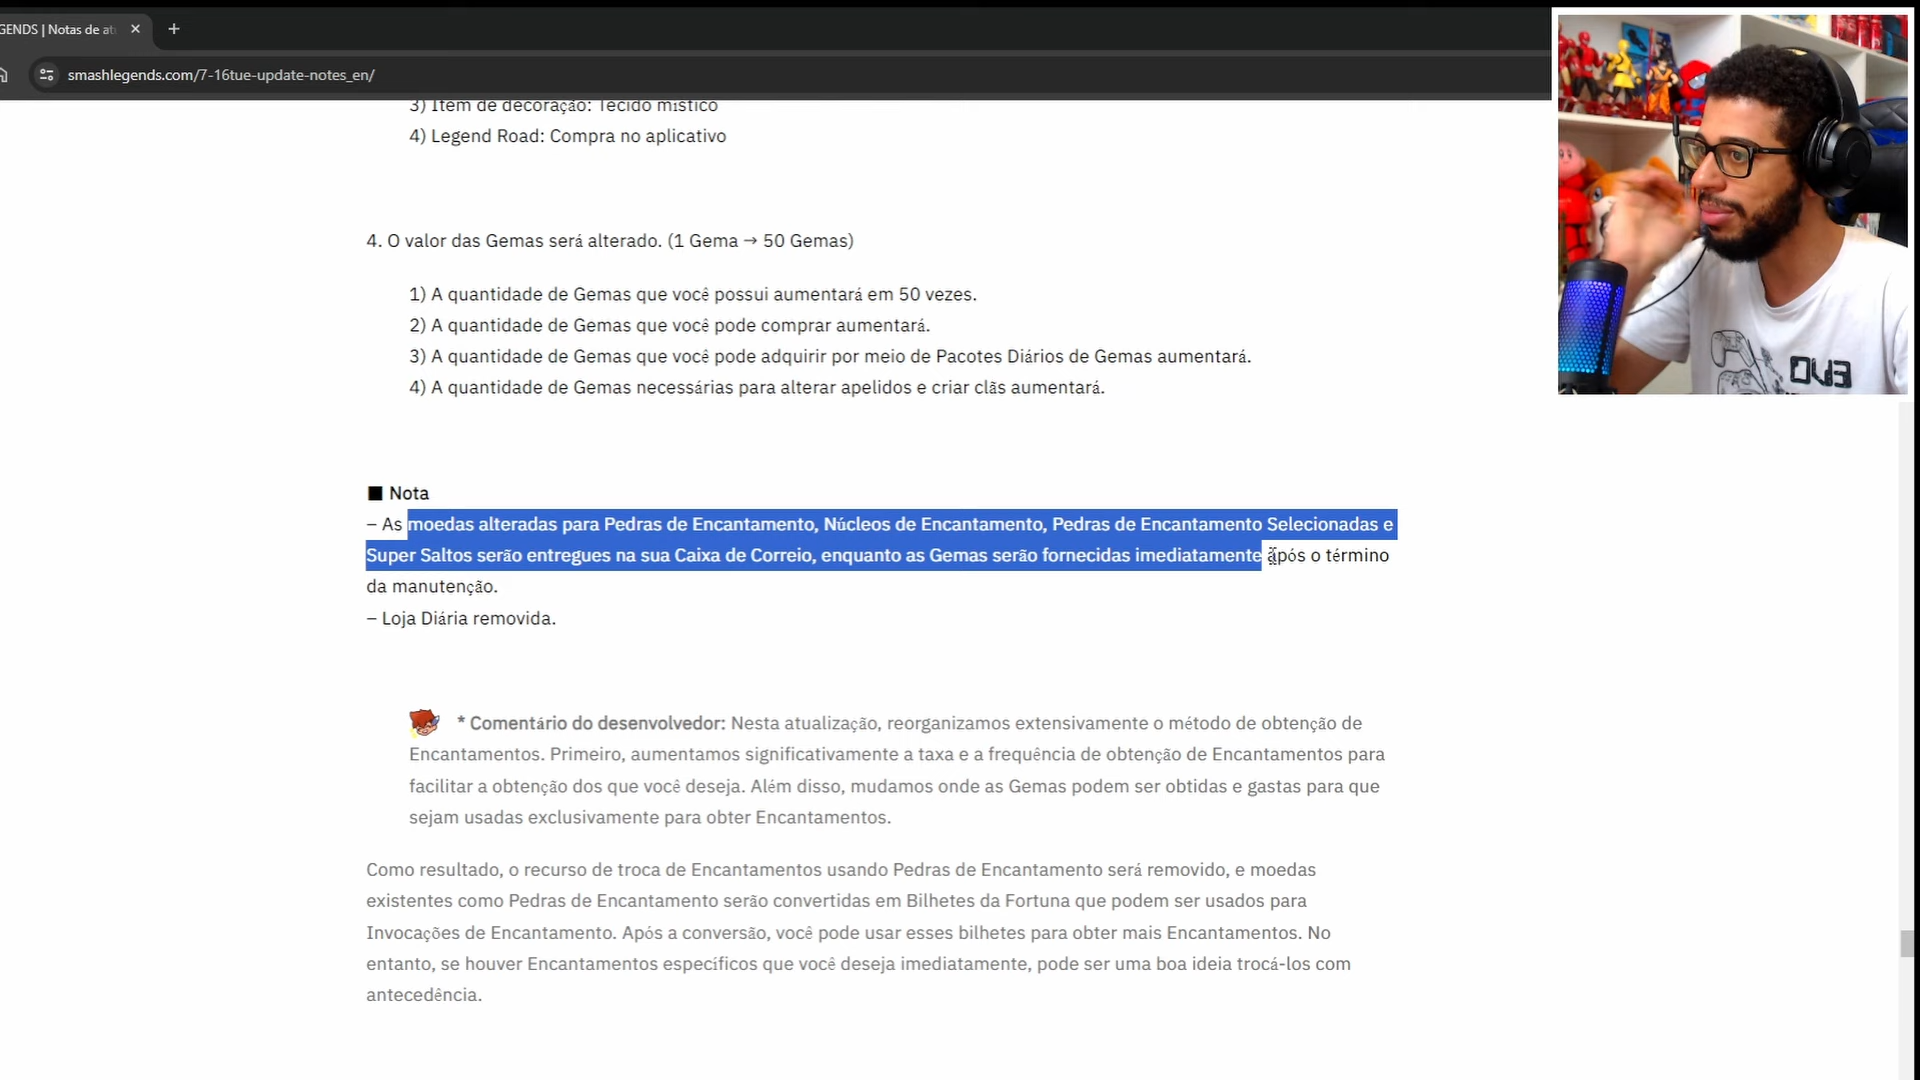 GENDS | Notas de at
smashlegends.com/7-16tue-update-notes_en/
3) Item de decoração: Tecido místico
4) Legend Road: Compra no aplicativo
4. O valor das Gemas será alterado. (1 Gema → 50 Gemas)
1) A quantidade de Gemas que você possui aumentará em 50 vezes.
2) A quantidade de Gemas que você pode comprar aumentará.
3) A quantidade de Gemas que você pode adquirir por meio de Pacotes Diários de Gemas aumentará.
4) A quantidade de Gemas necessárias para alterar apelidos e criar clãs aumentará.
■ Nota
– As moedas alteradas para Pedras de Encantamento, Núcleos de Encantamento, Pedras de Encantamento Selecionadas e
Super Saltos serão entregues na sua Caixa de Correio, enquanto as Gemas serão fornecidas imediatamente após o término
da manutenção.
– Loja Diária removida.
* Comentário do desenvolvedor: Nesta atualização, reorganizamos extensivamente o método de obtenção de
Encantamentos. Primeiro, aumentamos significativamente a taxa e a frequência de obtenção de Encantamentos para
facilitar a obtenção dos que você deseja. Além disso, mudamos onde as Gemas podem ser obtidas e gastas para que
sejam usadas exclusivamente para obter Encantamentos.
Como resultado, o recurso de troca de Encantamentos usando Pedras de Encantamento será removido, e moedas
existentes como Pedras de Encantamento serão convertidas em Bilhetes da Fortuna que podem ser usados para
Invocações de Encantamento. Após a conversão, você pode usar esses bilhetes para obter mais Encantamentos. No
entanto, se houver Encantamentos específicos que você deseja imediatamente, pode ser uma boa ideia trocá-los com
antecedência.